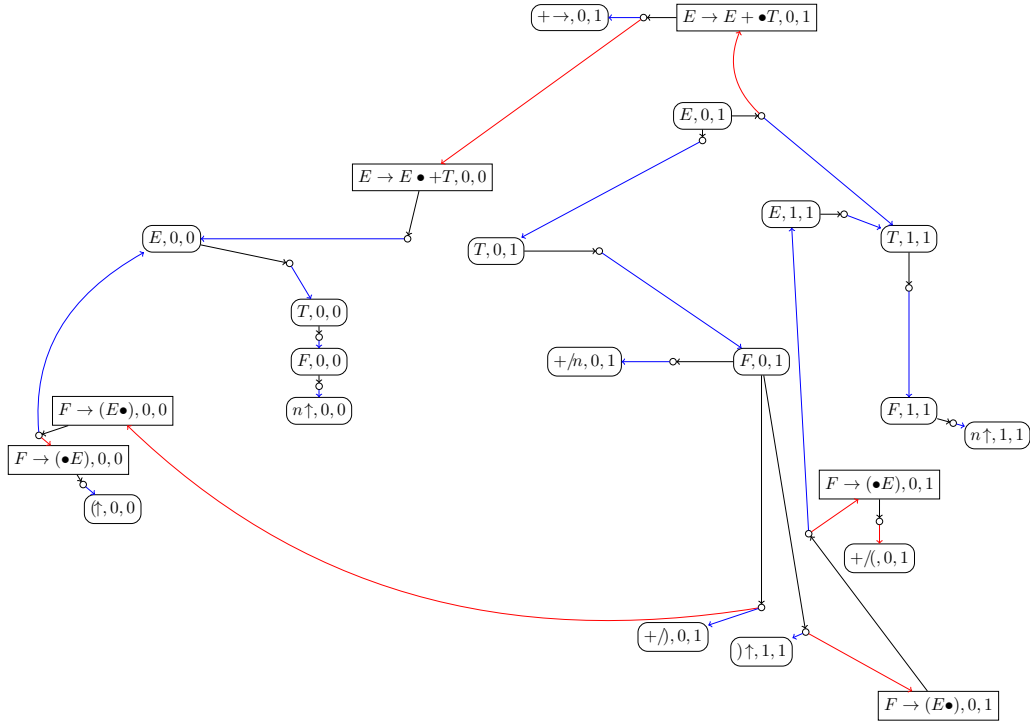 + →, 0, 1
E → E + •T, 0, 1
E, 0, 1
E → E • +T, 0, 0
E, 1, 1
E, 0, 0
T, 0, 1
T, 1, 1
T, 0, 0
F, 0, 0
+/n, 0, 1
F, 0, 1
n↑, 0, 0
F → (E•), 0, 0
F, 1, 1
n↑, 1, 1
F → (•E), 0, 0
F → (•E), 0, 1
(↑, 0, 0
+/(, 0, 1
+/), 0, 1
)↑, 1, 1
F → (E•), 0, 1